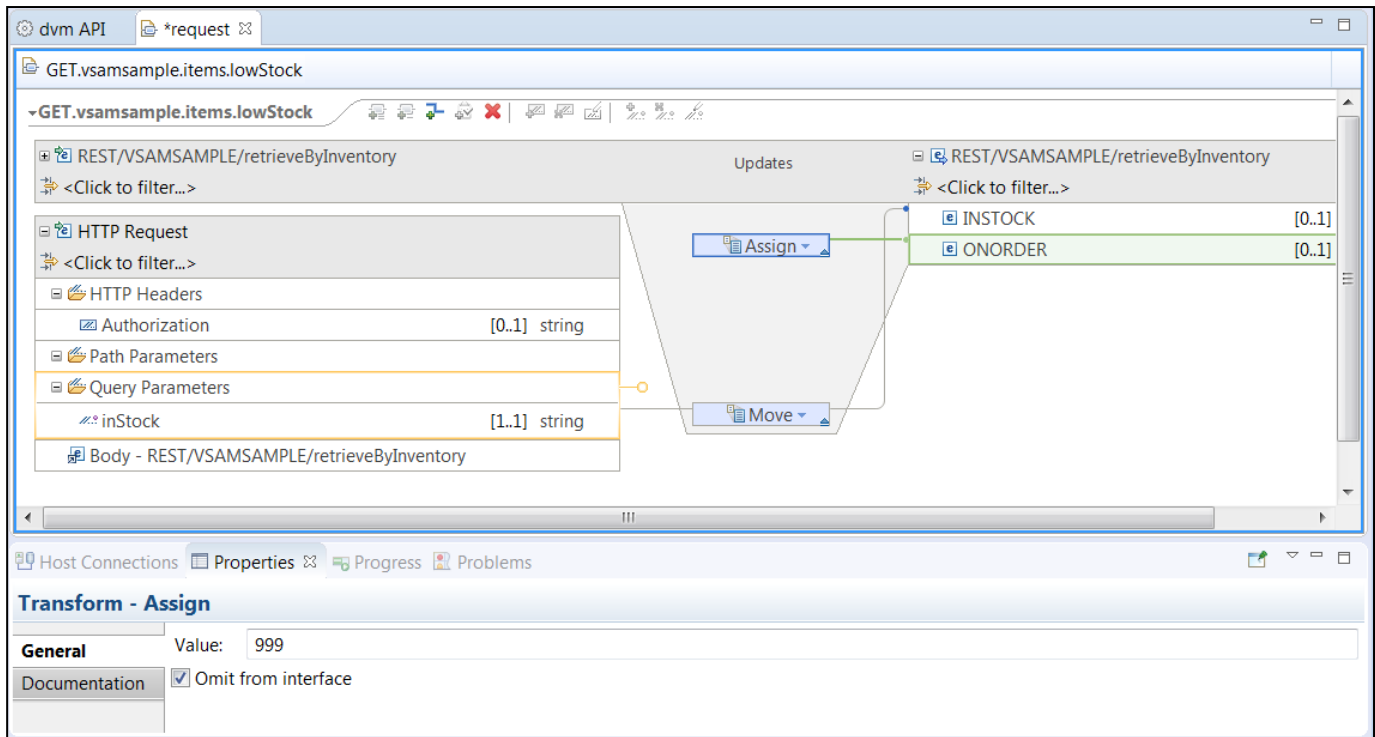 dvm API *request
GET.vsamsample.items.lowStock
GET.vsamsample.items.lowStock
REST/VSAMSAMPLE/retrieveByInventory Updates REST/VSAMSAMPLE/retrieveByInventory
<Click to filter...> <Click to filter...>
INSTOCK [0..1]
HTTP Request
Assign ONORDER [0..1]
<Click to filter...>
HTTP Headers
Authorization [0..1] string
Path Parameters
Query Parameters
inStock [1..1] string Move
Body - REST/VSAMSAMPLE/retrieveByInventory
Host Connections Properties Progress Problems
Transform - Assign
General Value: 999
Documentation Omit from interface